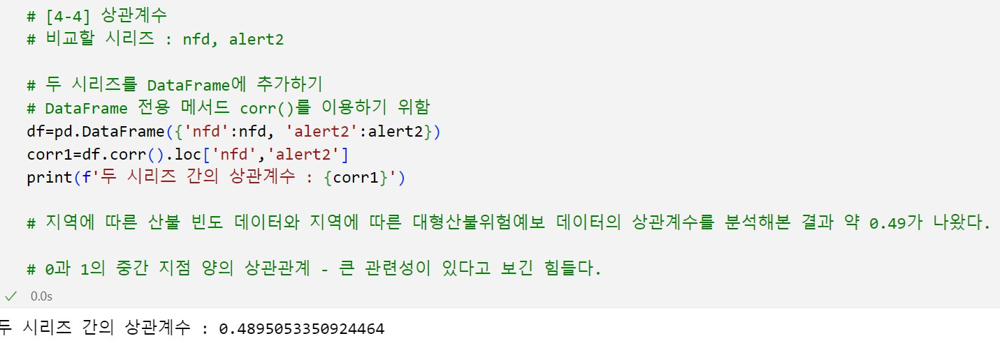 # [4-4] 상관계수
# 비교할 시리즈 : nfd, alert2
# 두 시리즈를 DataFrame에 추가하기
# DataFrame 전용 메서드 corr()를 이용하기 위함
df=pd.DataFrame({'nfd':nfd, 'alert2':alert2})
corr1=df.corr().loc['nfd','alert2']
print(f'두 시리즈 간의 상관계수 : {corr1}')
# 지역에 따른 산불 빈도 데이터와 지역에 따른 대형산불위험예보 데이터의 상관계수를 분석해본 결과 약 0.49가 나왔다.
# 0과 1의 중간 지점 양의 상관관계 - 큰 관련성이 있다고 보긴 힘들다.
0.0s
두 시리즈 간의 상관계수 : 0.4895053350924464